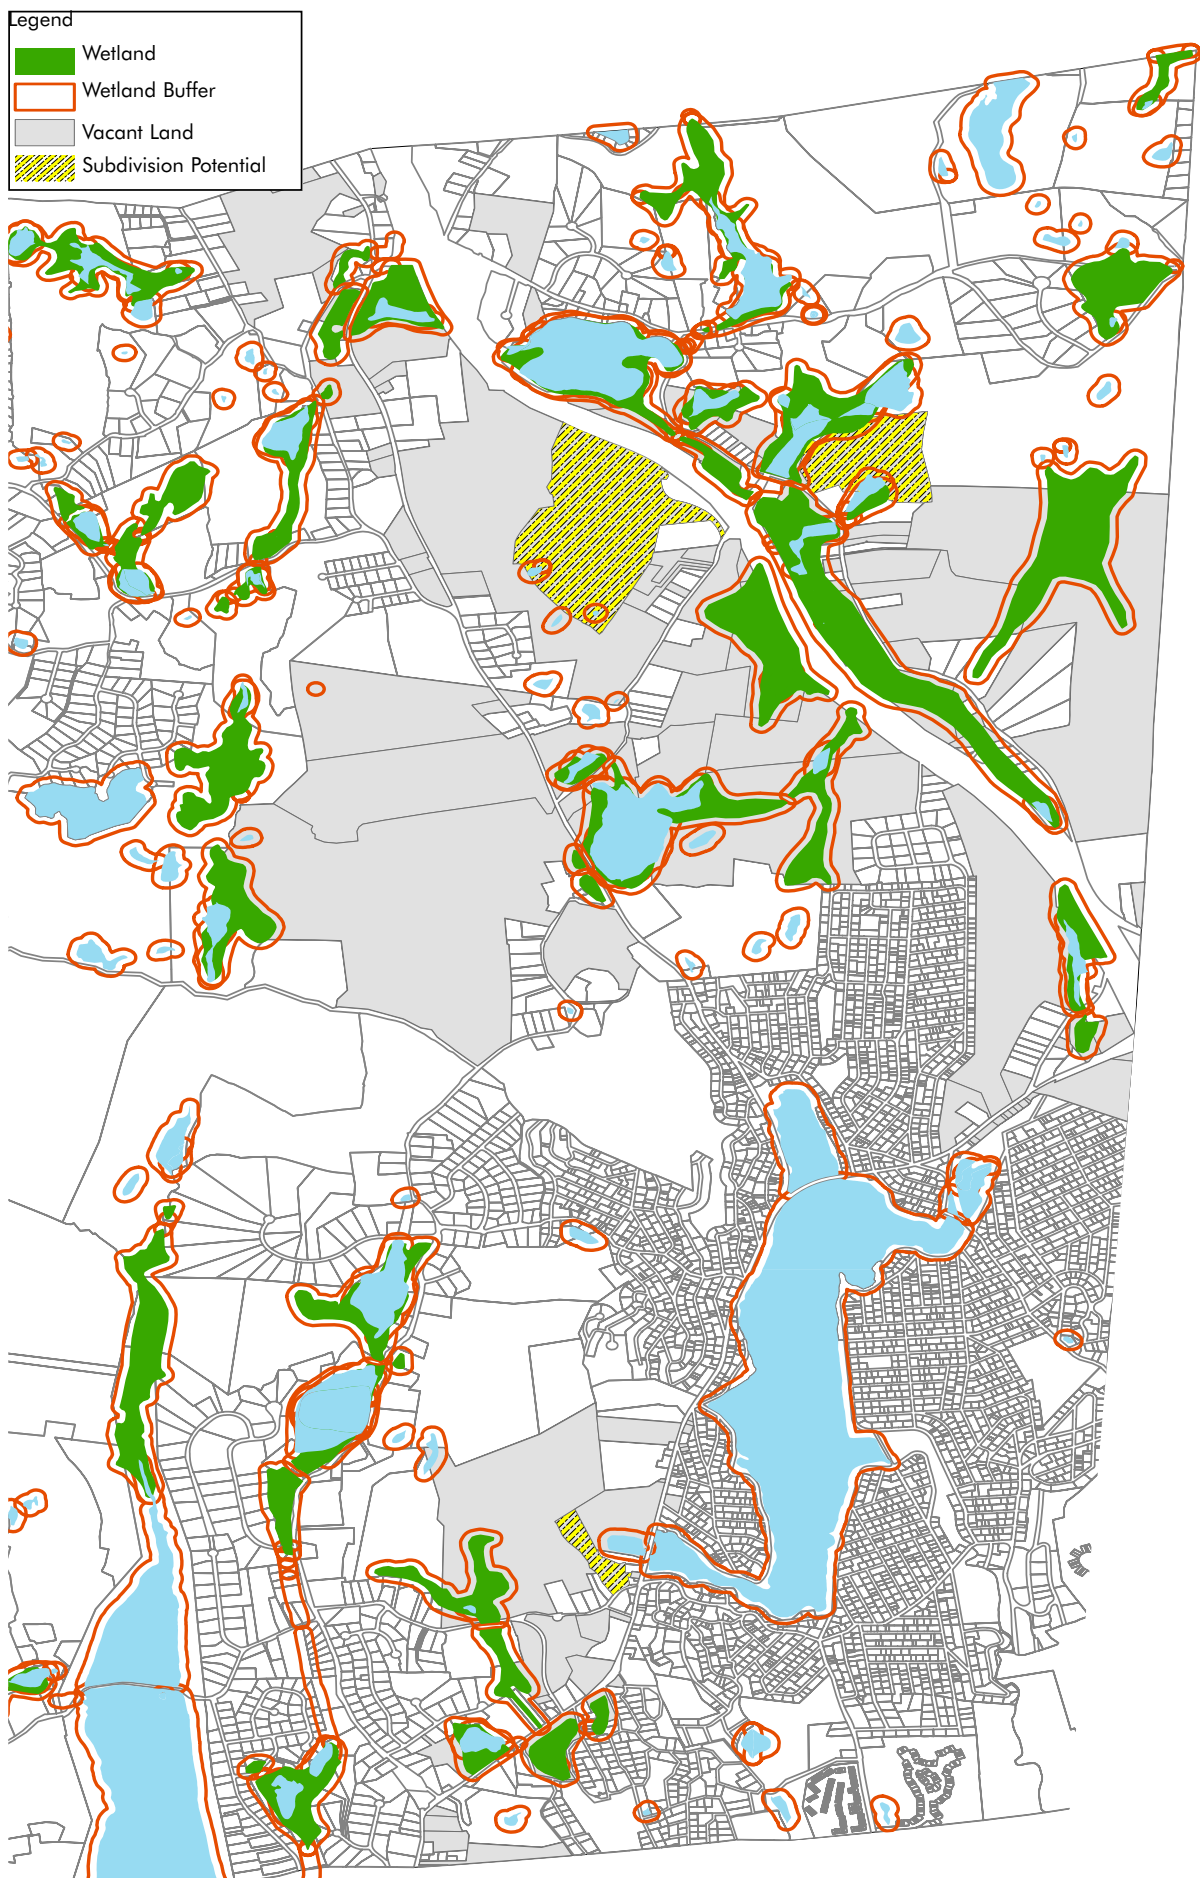 Legend
Wetland
Wetland Buffer
Vacant Land
Subdivision Potential